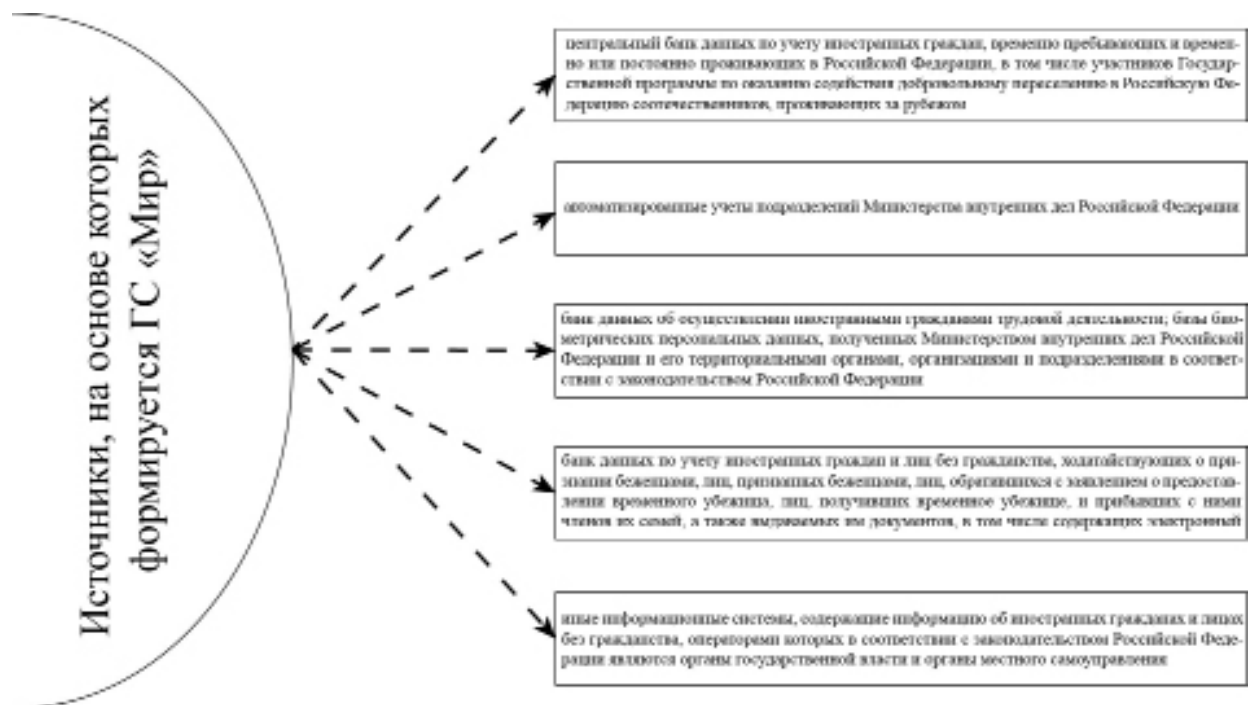 Источники, на основе которых
формируется ГС «Мир»
центральный банк данных по учету иностранных граждан, временно пребывающих и времен-
но или постоянно проживающих в Российской Федерации, в том числе участников Государ-
ственной программы по оказанию содействия добровольному переселению в Российскую Фе-
дерацию соотечественников, проживающих за рубежом
автоматизированные учеты подразделений Министерства внутренних дел Российской Федерации
банк данных об осуществлении иностранными гражданами трудовой деятельности; базы био-
метрических персональных данных, полученных Министерством внутренних дел Российской
Федерации и его территориальными органами, организациями и подразделениями в соответ-
ствии с законодательством Российской Федерации
банк данных по учету иностранных граждан и лиц без гражданства, ходатайствующих о при-
знании беженцами, лиц, признанных беженцами, лиц, обратившихся с заявлением о предостав-
лении временного убежища, лиц, получивших временное убежище, и прибывших с ними
членов их семей, а также выдаваемых им документов, в том числе содержащих электронный
иные информационные системы, содержащие информацию об иностранных гражданах и лицах
без гражданства, операторами которых в соответствии с законодательством Российской Феде-
рации являются органы государственной власти и органы местного самоуправления